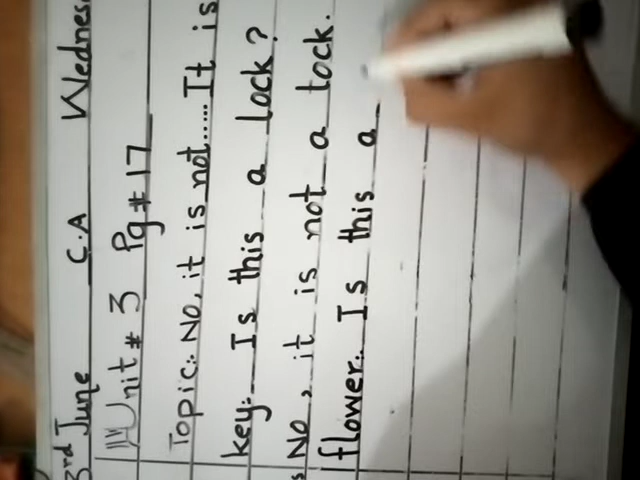 3rd June C.A Wednes
Unit # 3 Pg # 17
Topic:- No, it is not..... It is
key:- Is this a lock?
No, it is not a tock.
flower:- Is this a